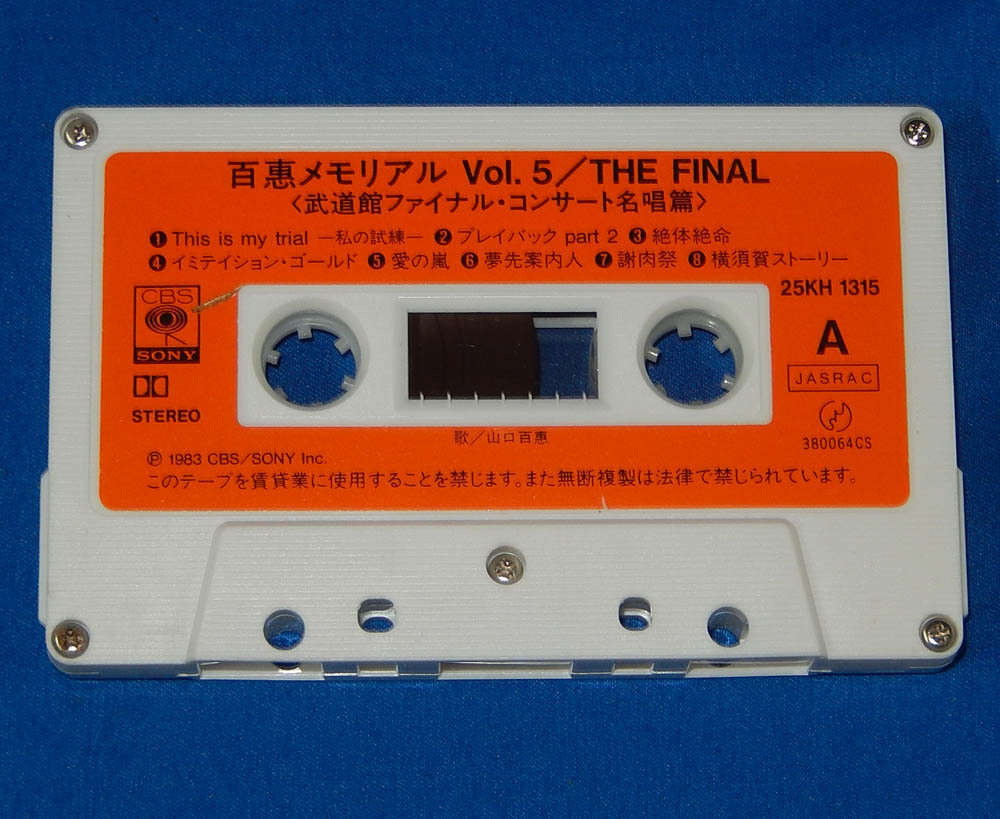 百恵メモリアル Vol. 5／THE FINAL
〈武道館ファイナル・コンサート名唱篇〉
❶ This is my trial ―私の試練― ❷ プレイバック part 2 ❸ 絶体絶命
❹ イミテイション・ゴールド ❺ 愛の嵐 ❻ 夢先案内人 ❼ 謝肉祭 ❽ 横須賀ストーリー
25KH 1315
CBS
SONY
A
JASRAC
STEREO
380064CS
歌／山口百恵
Ⓟ 1983 CBS/SONY Inc.
このテープを賃貸業に使用することを禁じます。また無断複製は法律で禁じられています。